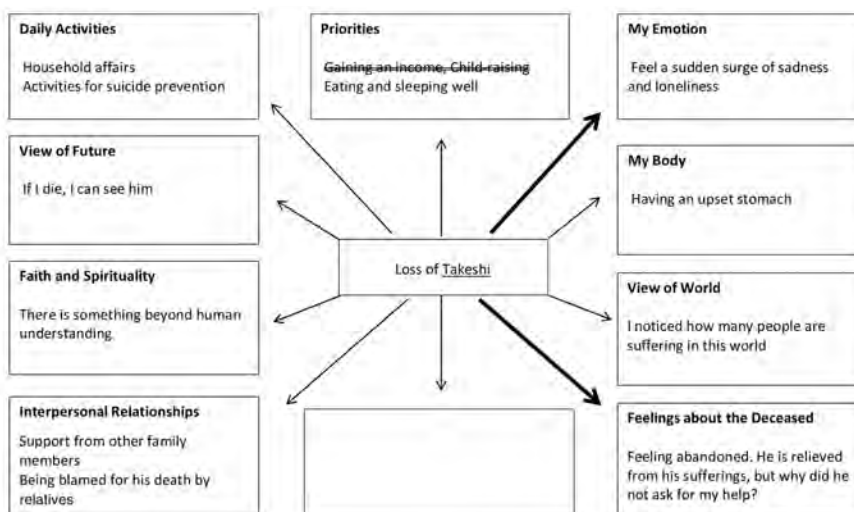 Daily Activities
Household affairs
Activities for suicide prevention
Priorities
Gaining an income, Child-raising
Eating and sleeping well
My Emotion
Feel a sudden surge of sadness
and loneliness
View of Future
If I die, I can see him
My Body
Having an upset stomach
Loss of Takeshi
Faith and Spirituality
There is something beyond human
understanding
View of World
I noticed how many people are
suffering in this world
Interpersonal Relationships
Support from other family
members
Being blamed for his death by
relatives
Feelings about the Deceased
Feeling abandoned. He is relieved
from his sufferings, but why did he
not ask for my help?